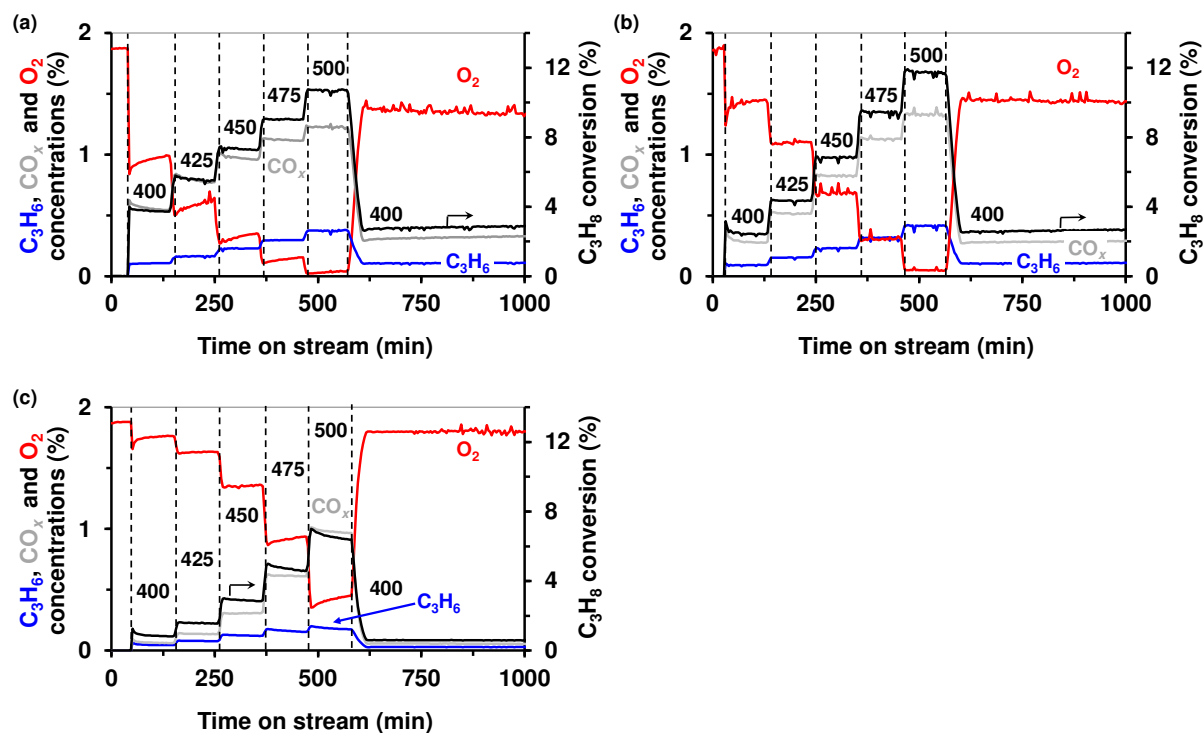 (a)
C₃H₆, COₓ and O₂
concentrations (%)
2
1
0
400
425
450
475
500
O₂
COₓ
400
C₃H₆
12
8
4
0
C₃H₈ conversion (%)
0
250
500
750
1000
Time on stream (min)
(b)
C₃H₆, COₓ and O₂
concentrations (%)
2
1
0
400
425
450
475
500
O₂
400
COₓ
C₃H₆
12
8
4
0
C₃H₈ conversion (%)
0
250
500
750
1000
Time on stream (min)
(c)
C₃H₆, COₓ and O₂
concentrations (%)
2
1
0
400
425
450
475
500
O₂
COₓ
400
C₃H₆
12
8
4
0
C₃H₈ conversion (%)
0
250
500
750
1000
Time on stream (min)